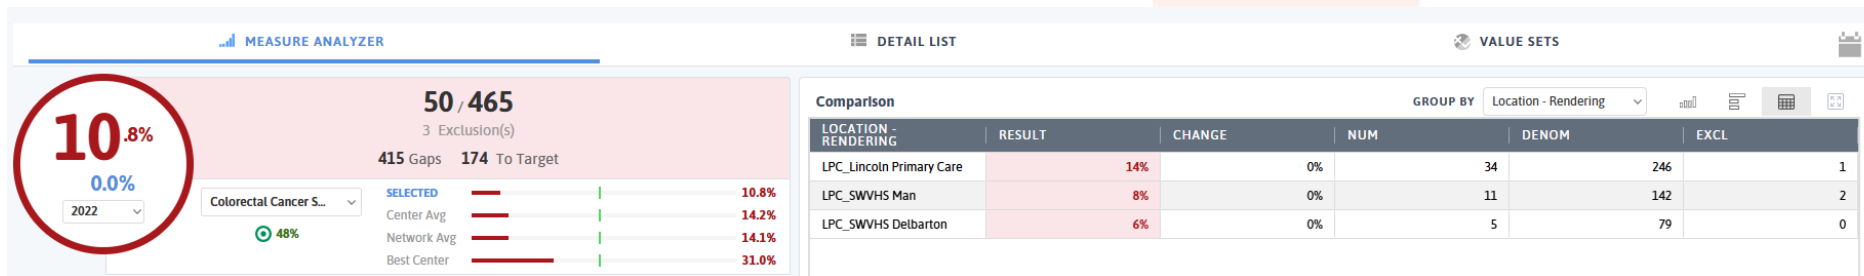 MEASURE ANALYZER
DETAIL LIST
VALUE SETS
10.8%
0.0%
2022
50/465
3 Exclusion(s)
415 Gaps 174 To Target
Colorectal Cancer S...
48%
SELECTED 10.8%
Center Avg 14.2%
Network Avg 14.1%
Best Center 31.0%
Comparison
GROUP BY Location - Rendering
LOCATION - RENDERING RESULT CHANGE NUM DENOM EXCL
LPC_Lincoln Primary Care 14% 0% 34 246 1
LPC_SWVHS Man 8% 0% 11 142 2
LPC_SWVHS Delbarton 6% 0% 5 79 0